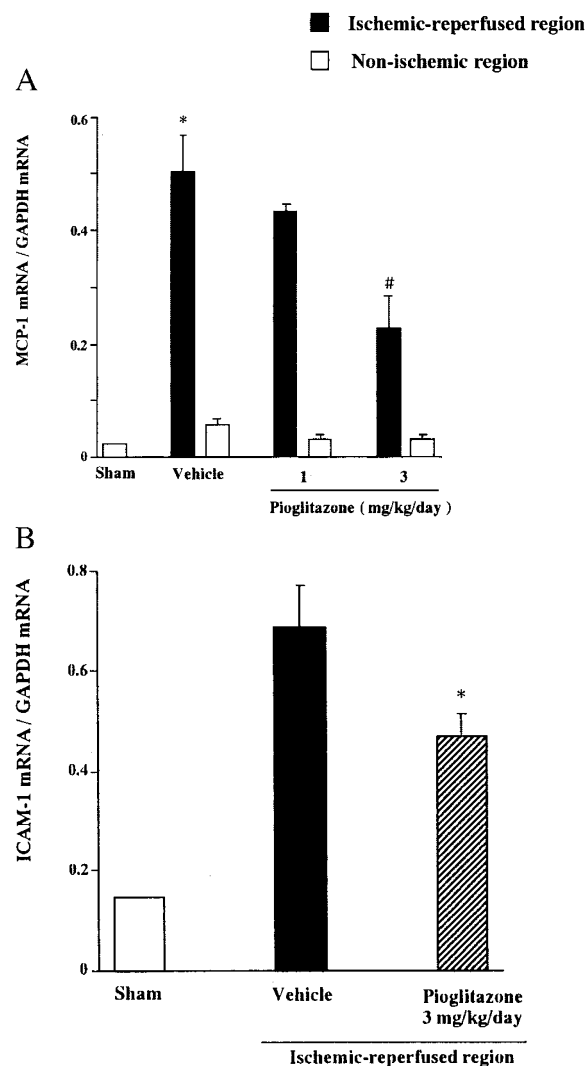 Ischemic-reperfused region
Non-ischemic region
A
MCP-1 mRNA / GAPDH mRNA
0.6
0.4
0.2
0
*
#
Sham
Vehicle
1
3
Pioglitazone ( mg/kg/day )
B
ICAM-1 mRNA / GAPDH mRNA
0.8
0.6
0.4
0.2
0
*
Sham
Vehicle
Pioglitazone
3 mg/kg/day
Ischemic-reperfused region